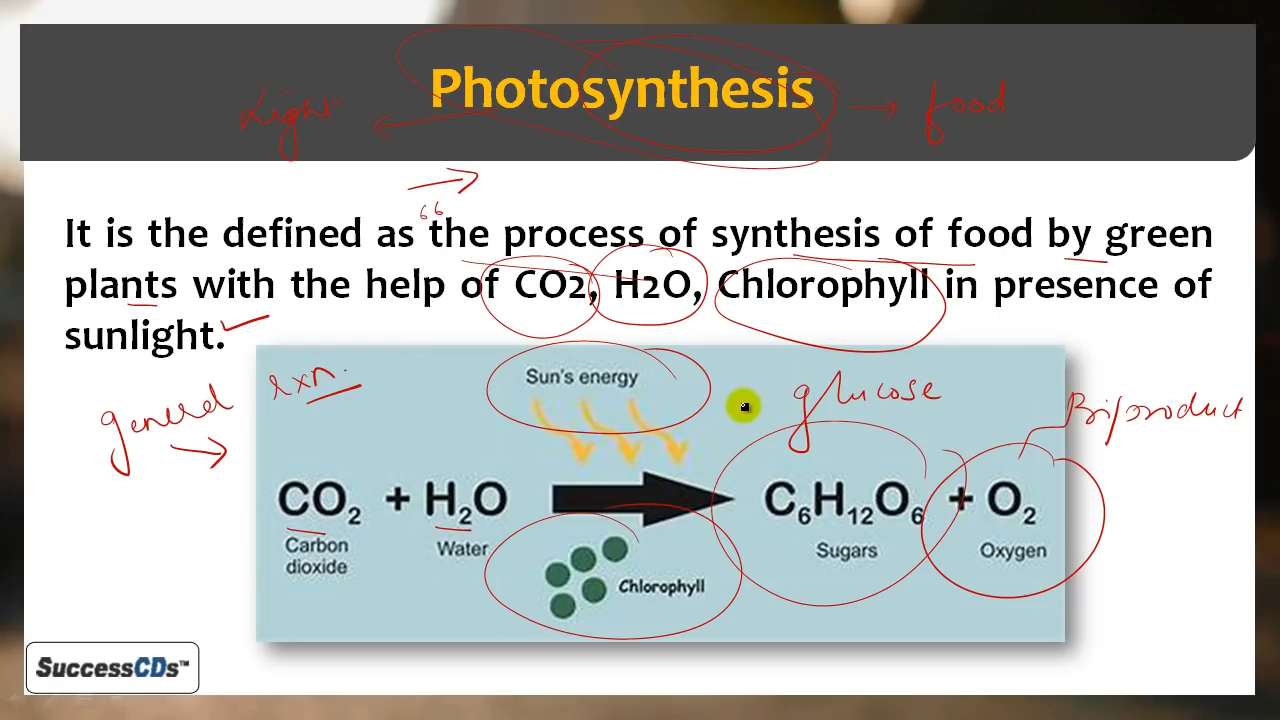 Photosynthesis
Light
food
It is the defined as the process of synthesis of food by green
plants with the help of CO2, H2O, Chlorophyll in presence of
sunlight.
general rxn.
Sun's energy
glucose
Biproduct
CO₂ + H₂O C₆H₁₂O₆ + O₂
Carbon dioxide
Water
Sugars
Oxygen
Chlorophyll
SuccessCDs™